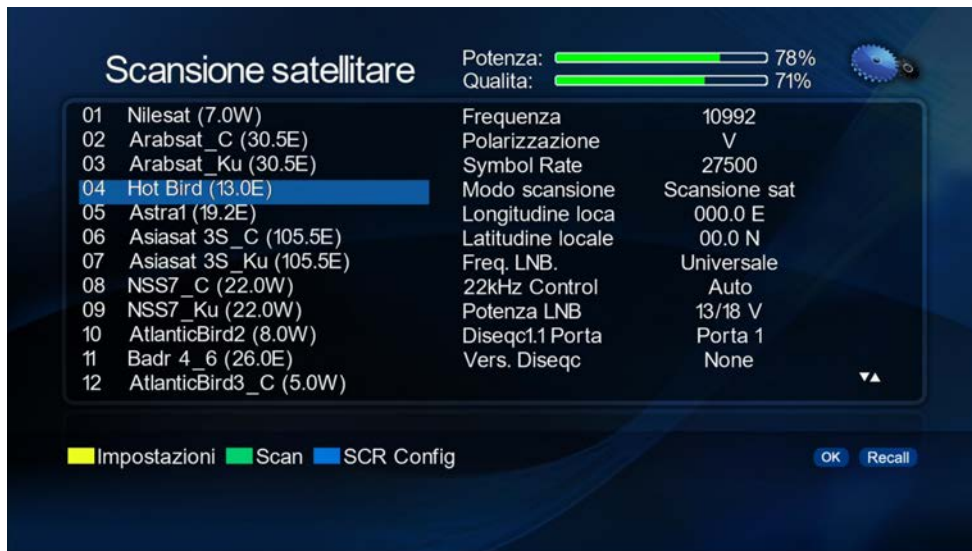 Scansione satellitare
Potenza: 78%
Qualita: 71%
01 Nilesat (7.0W)
02 Arabsat_C (30.5E)
03 Arabsat_Ku (30.5E)
04 Hot Bird (13.0E)
05 Astra1 (19.2E)
06 Asiasat 3S_C (105.5E)
07 Asiasat 3S_Ku (105.5E)
08 NSS7_C (22.0W)
09 NSS7_Ku (22.0W)
10 AtlanticBird2 (8.0W)
11 Badr 4_6 (26.0E)
12 AtlanticBird3_C (5.0W)
Frequenza 10992
Polarizzazione V
Symbol Rate 27500
Modo scansione Scansione sat
Longitudine loca 000.0 E
Latitudine locale 00.0 N
Freq. LNB. Universale
22kHz Control Auto
Potenza LNB 13/18 V
Diseqc1.1 Porta Porta 1
Vers. Diseqc None
Impostazioni Scan SCR Config
OK Recall